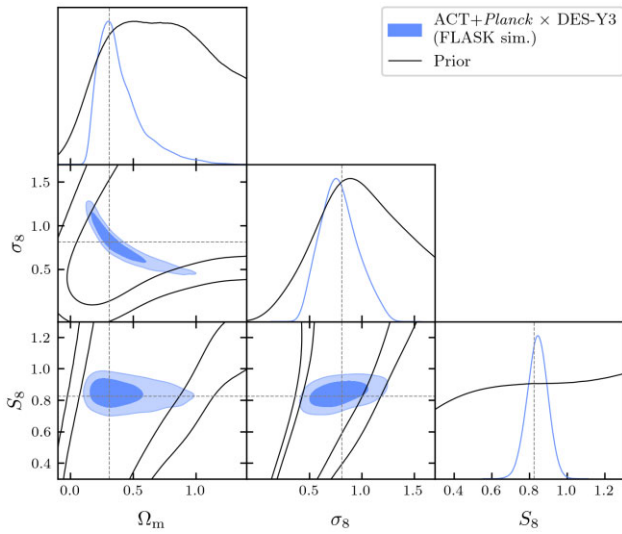 ACT+Planck × DES-Y3
(FLASK sim.)
Prior
1.5
1.0
0.5
σ₈
1.2
1.0
0.8
0.6
0.4
S₈
0.0 0.5 1.0
0.5 1.0 1.5
0.4 0.6 0.8 1.0 1.2
Ωₘ
σ₈
S₈